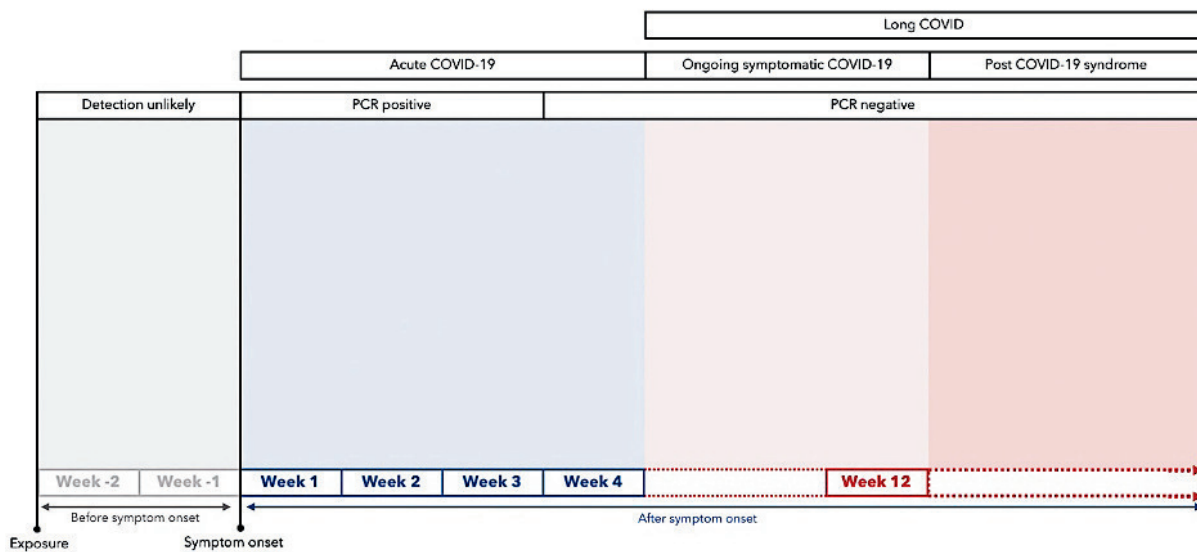 Long COVID
Acute COVID-19 Ongoing symptomatic COVID-19 Post COVID-19 syndrome
Detection unlikely PCR positive PCR negative
Week -2 Week -1 Week 1 Week 2 Week 3 Week 4 Week 12
Before symptom onset After symptom onset
Exposure Symptom onset